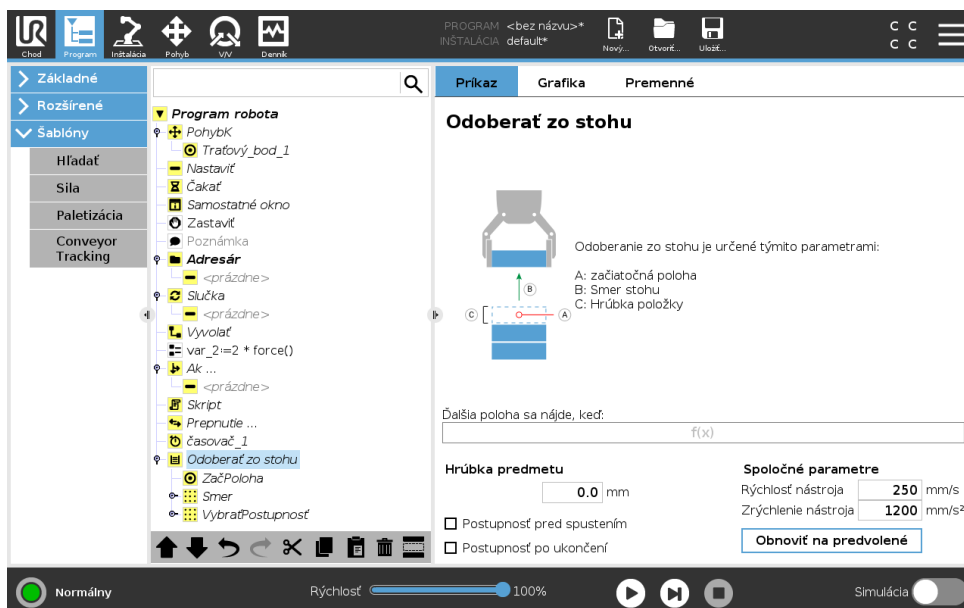 PROGRAM <bez názvu>*
INŠTALÁCIA default*
Chod
Program
Inštalácia
Pohyb
V/V
Denník
Nový...
Otvoriť...
Uložiť...
C C
C C
Základné
Rozšírené
Šablóny
Hľadať
Sila
Paletizácia
Conveyor
Tracking
Program robota
PohybK
Traťový_bod_1
Nastaviť
Čakať
Samostatné okno
Zastaviť
Poznámka
Adresár
<prázdne>
Slučka
<prázdne>
Vyvolať
var_2:=2 * force()
Ak ...
<prázdne>
Skript
Prepnutie ...
časovač_1
Odoberať zo stohu
ZačPoloha
Smer
VybraťPostupnosť
Príkaz
Grafika
Premenné
Odoberať zo stohu
B
C
A
Odoberanie zo stohu je určené týmito parametrami:
A: začiatočná poloha
B: Smer stohu
C: Hrúbka položky
Ďalšia poloha sa nájde, keď:
f(x)
Hrúbka predmetu
0.0 mm
Postupnosť pred spustením
Postupnosť po ukončení
Spoločné parametre
Rýchlosť nástroja 250 mm/s
Zrýchlenie nástroja 1200 mm/s²
Obnoviť na predvolené
Normálny
Rýchlosť
100%
Simulácia